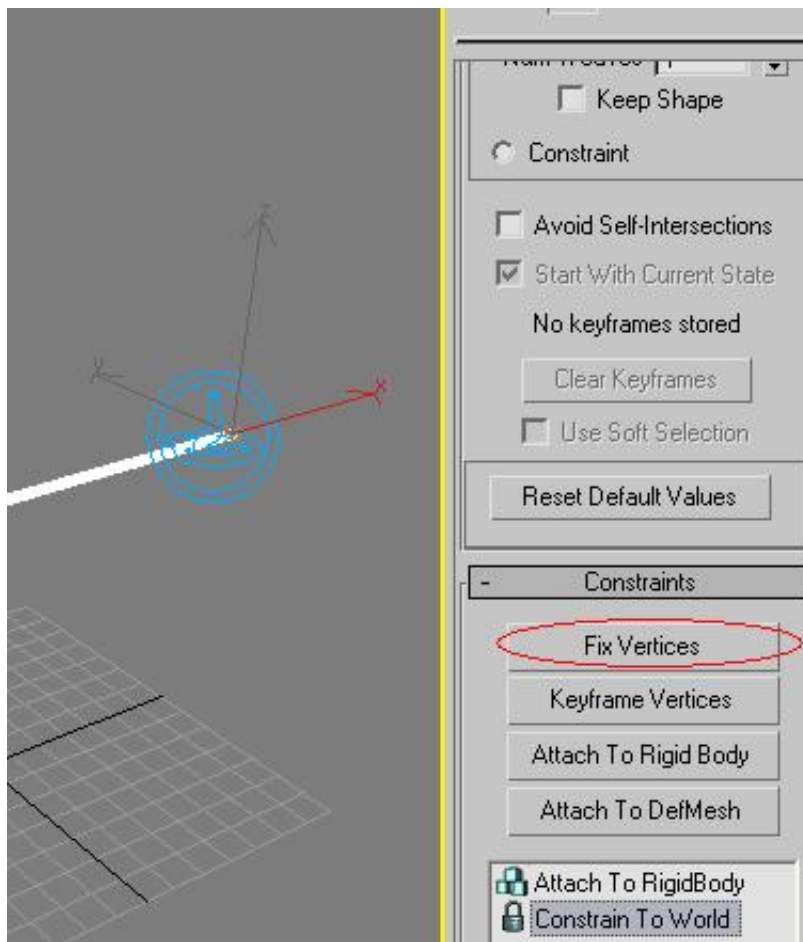 Keep Shape
Constraint
Avoid Self-Intersections
Start With Current State
No keyframes stored
Clear Keyframes
Use Soft Selection
Reset Default Values
- Constraints
Fix Vertices
Keyframe Vertices
Attach To Rigid Body
Attach To DefMesh
Attach To RigidBody
Constrain To World